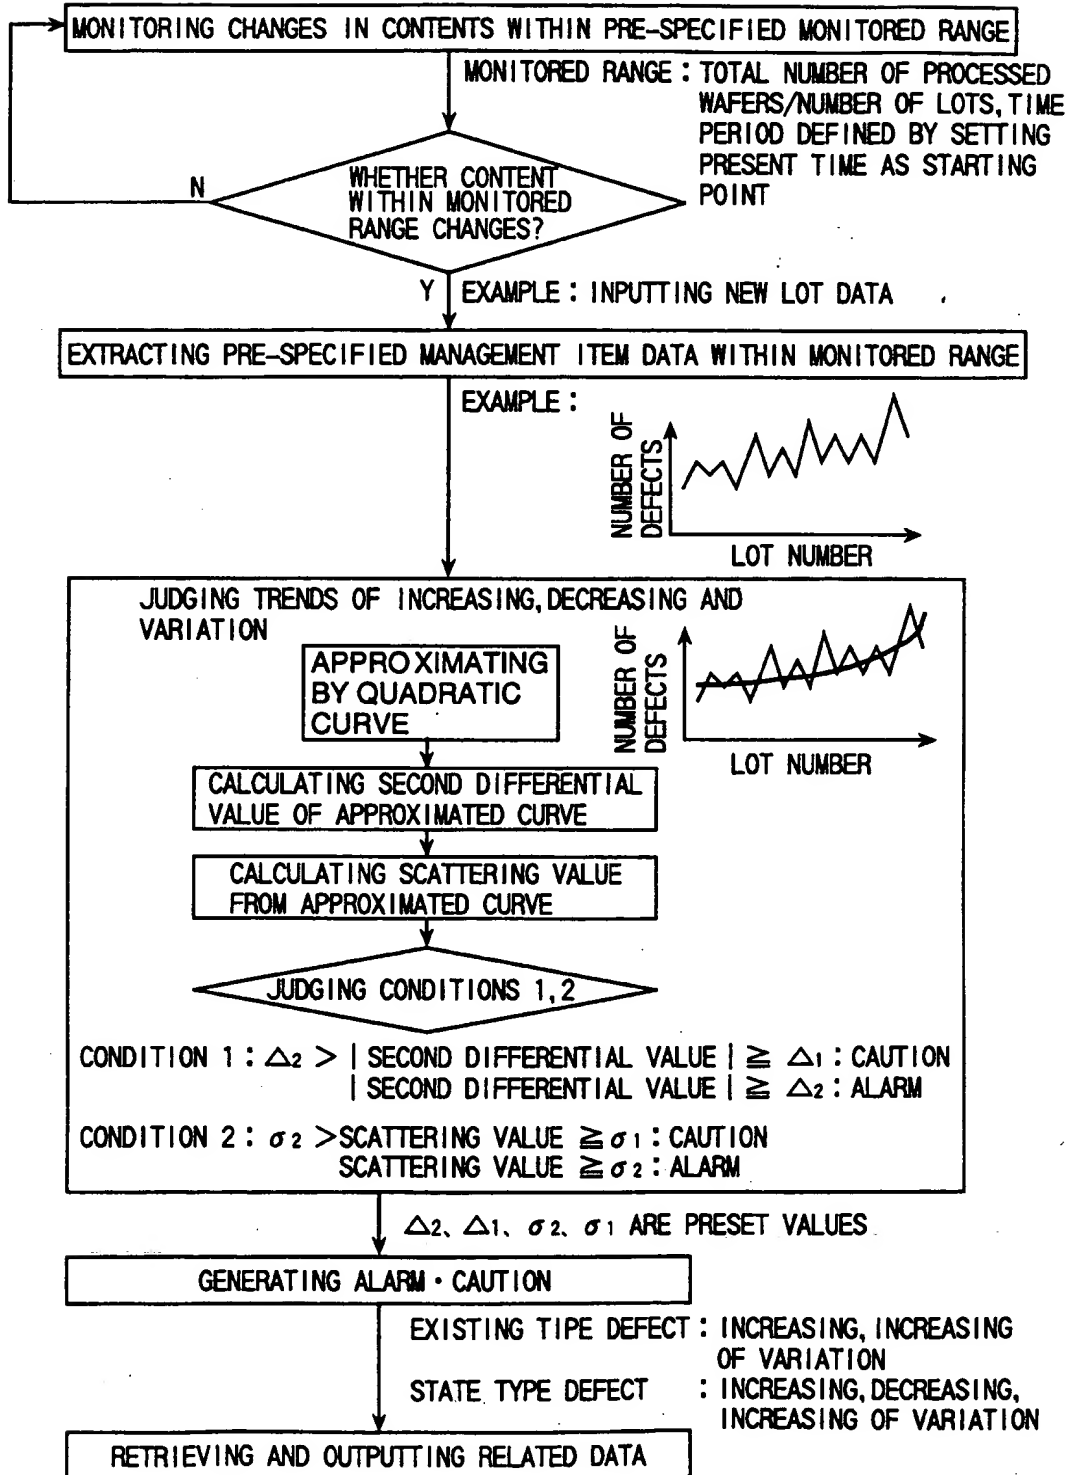 MONITORING CHANGES IN CONTENTS WITHIN PRE-SPECIFIED MONITORED RANGE
MONITORED RANGE : TOTAL NUMBER OF PROCESSED
WAFERS/NUMBER OF LOTS, TIME
PERIOD DEFINED BY SETTING
PRESENT TIME AS STARTING
POINT
N
WHETHER CONTENT
WITHIN MONITORED
RANGE CHANGES?
Y
EXAMPLE : INPUTTING NEW LOT DATA
EXTRACTING PRE-SPECIFIED MANAGEMENT ITEM DATA WITHIN MONITORED RANGE
EXAMPLE :
NUMBER OF
DEFECTS
LOT NUMBER
JUDGING TRENDS OF INCREASING, DECREASING AND
VARIATION
APPROXIMATING
BY QUADRATIC
CURVE
NUMBER OF
DEFECTS
LOT NUMBER
CALCULATING SECOND DIFFERENTIAL
VALUE OF APPROXIMATED CURVE
CALCULATING SCATTERING VALUE
FROM APPROXIMATED CURVE
JUDGING CONDITIONS 1, 2
CONDITION 1 : △2 > | SECOND DIFFERENTIAL VALUE | ≧ △1 : CAUTION
| SECOND DIFFERENTIAL VALUE | ≧ △2 : ALARM
CONDITION 2 : σ2 > SCATTERING VALUE ≧ σ1 : CAUTION
SCATTERING VALUE ≧ σ2 : ALARM
△2、△1、σ2、σ1 ARE PRESET VALUES
GENERATING ALARM・CAUTION
EXISTING TIPE DEFECT : INCREASING, INCREASING
OF VARIATION
STATE TYPE DEFECT : INCREASING, DECREASING,
INCREASING OF VARIATION
RETRIEVING AND OUTPUTTING RELATED DATA